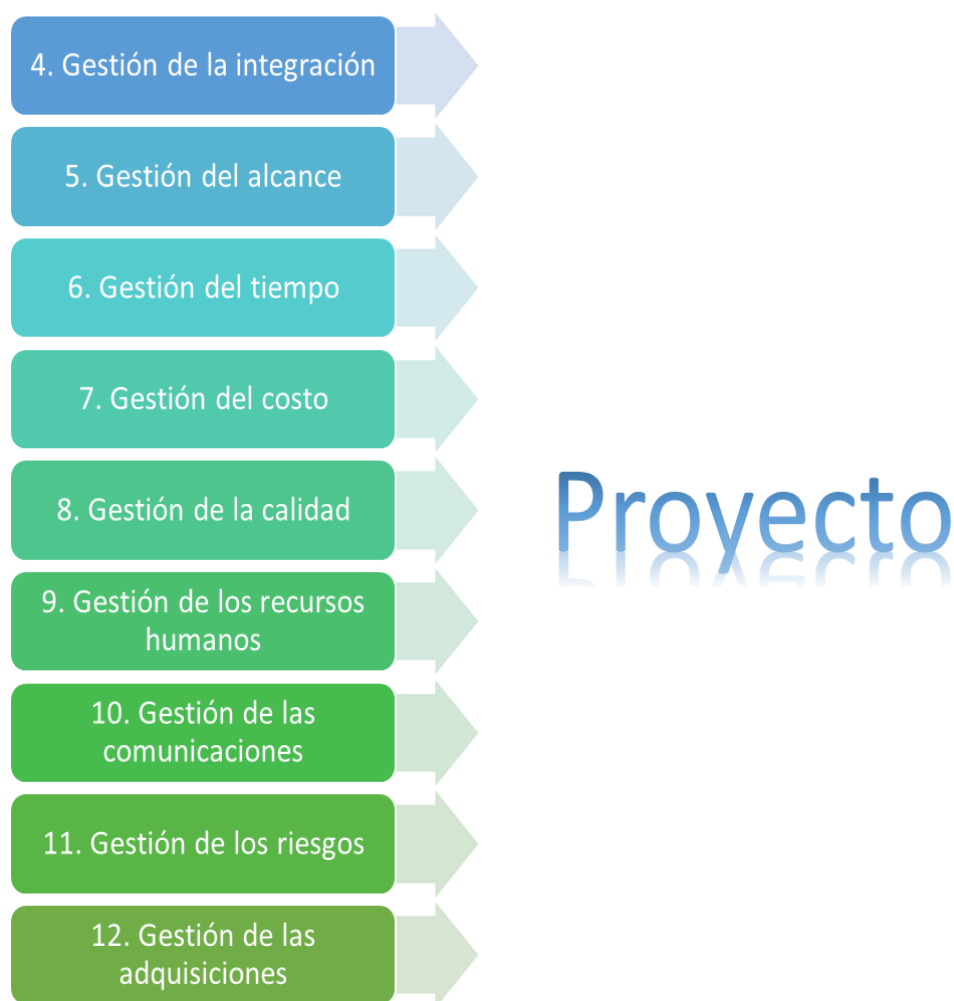 4. Gestión de la integración
5. Gestión del alcance
6. Gestión del tiempo
7. Gestión del costo
8. Gestión de la calidad
9. Gestión de los recursos
humanos
10. Gestión de las
comunicaciones
11. Gestión de los riesgos
12. Gestión de las
adquisiciones
Proyecto